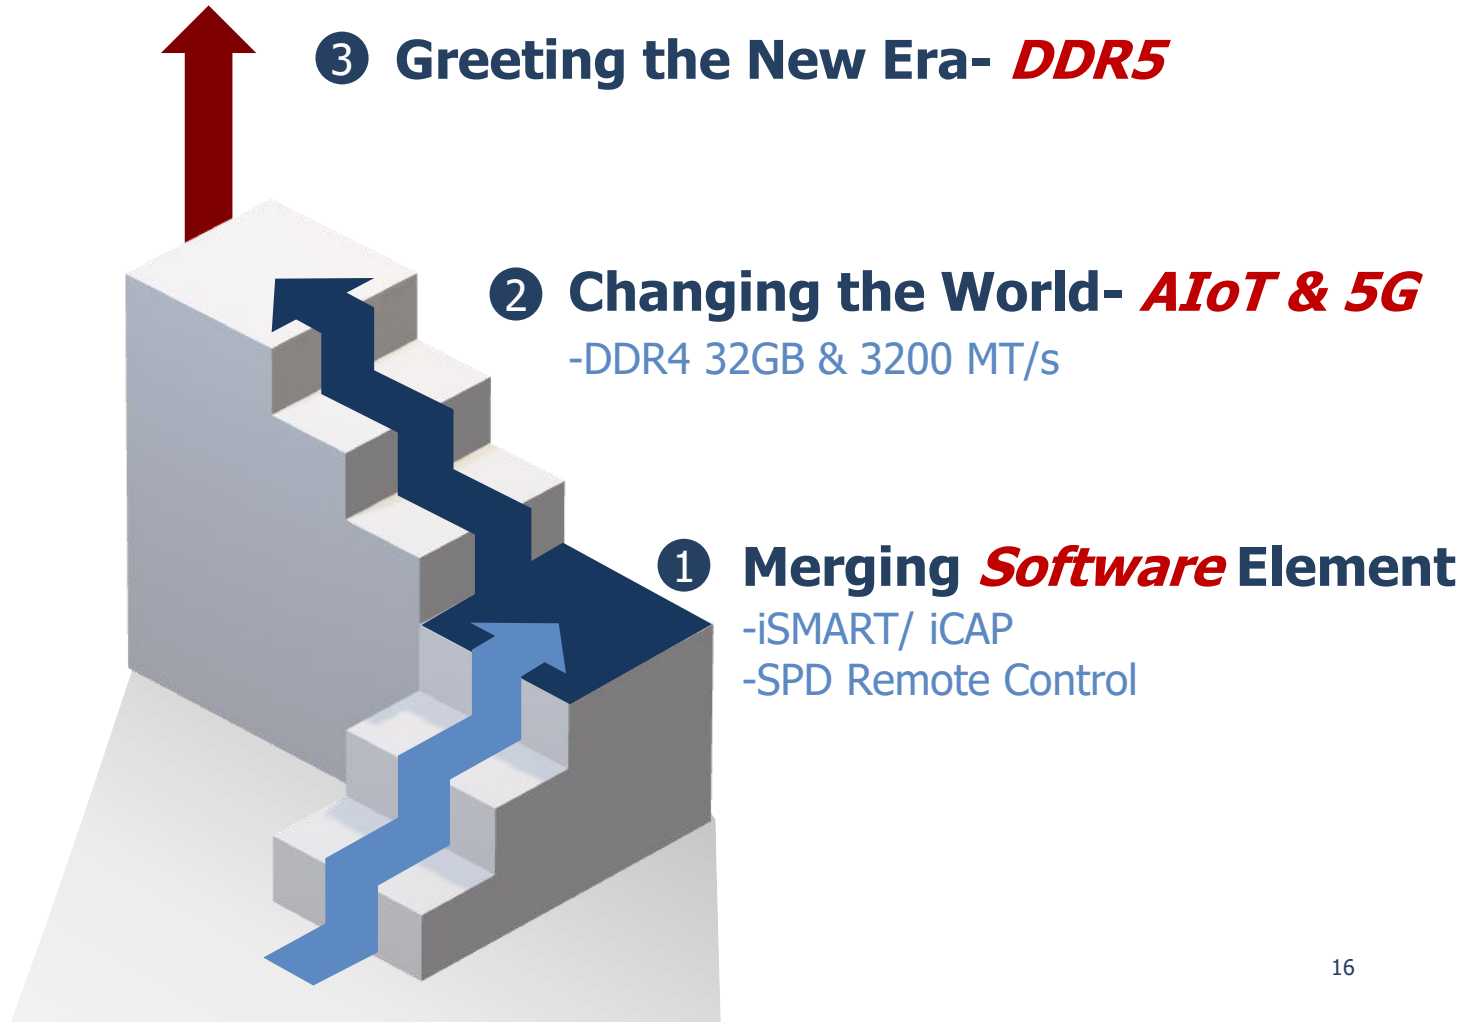 ❸ Greeting the New Era- DDR5
❷ Changing the World- AIoT & 5G
-DDR4 32GB & 3200 MT/s
❶ Merging Software Element
-iSMART/ iCAP
-SPD Remote Control
16